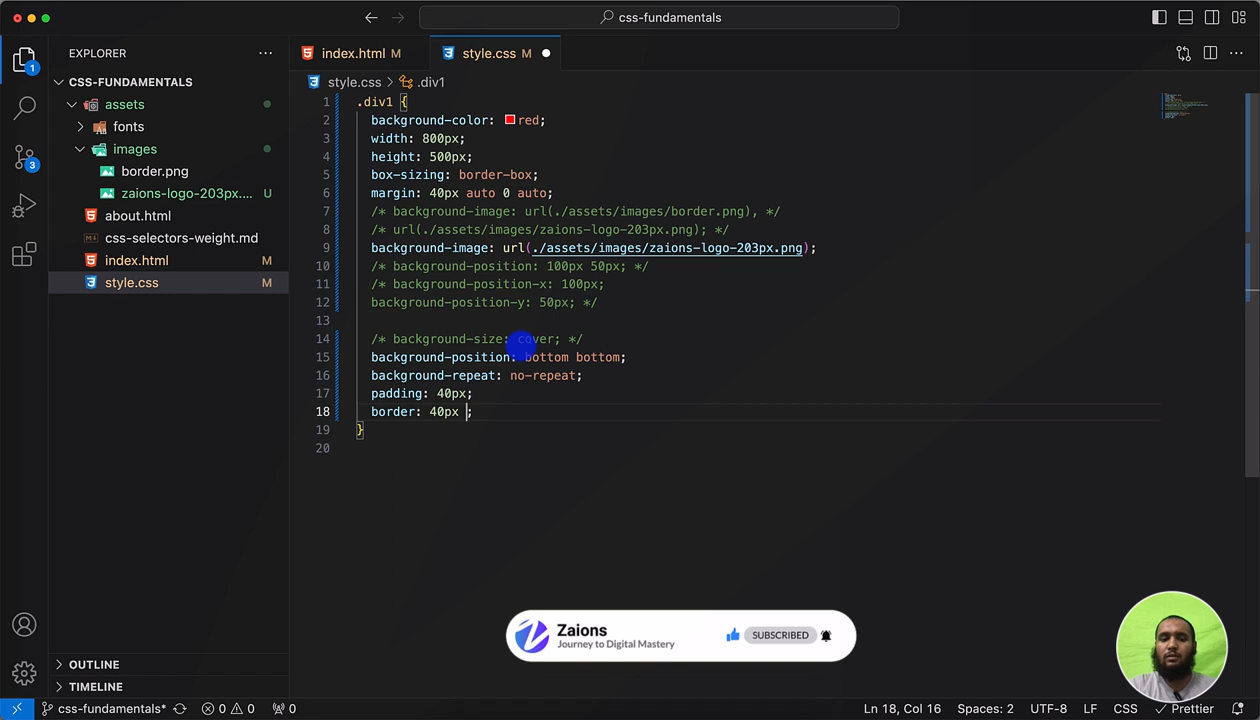 css-fundamentals
EXPLORER
index.html M
style.css M
CSS-FUNDAMENTALS
style.css > .div1
assets
fonts
images
border.png
zaions-logo-203px.... U
about.html
css-selectors-weight.md
index.html M
style.css M
1 .div1 {
2 background-color: red;
3 width: 800px;
4 height: 500px;
5 box-sizing: border-box;
6 margin: 40px auto 0 auto;
7 /* background-image: url(./assets/images/border.png), */
8 /* url(./assets/images/zaions-logo-203px.png); */
9 background-image: url(./assets/images/zaions-logo-203px.png);
10 /* background-position: 100px 50px; */
11 /* background-position-x: 100px;
12 background-position-y: 50px; */
13
14 /* background-size: cover; */
15 background-position: bottom bottom;
16 background-repeat: no-repeat;
17 padding: 40px;
18 border: 40px ;
19 }
20
1
3
Zaions
Journey to Digital Mastery
SUBSCRIBED
OUTLINE
TIMELINE
css-fundamentals* 0 0 0
Ln 18, Col 16 Spaces: 2 UTF-8 LF CSS Prettier